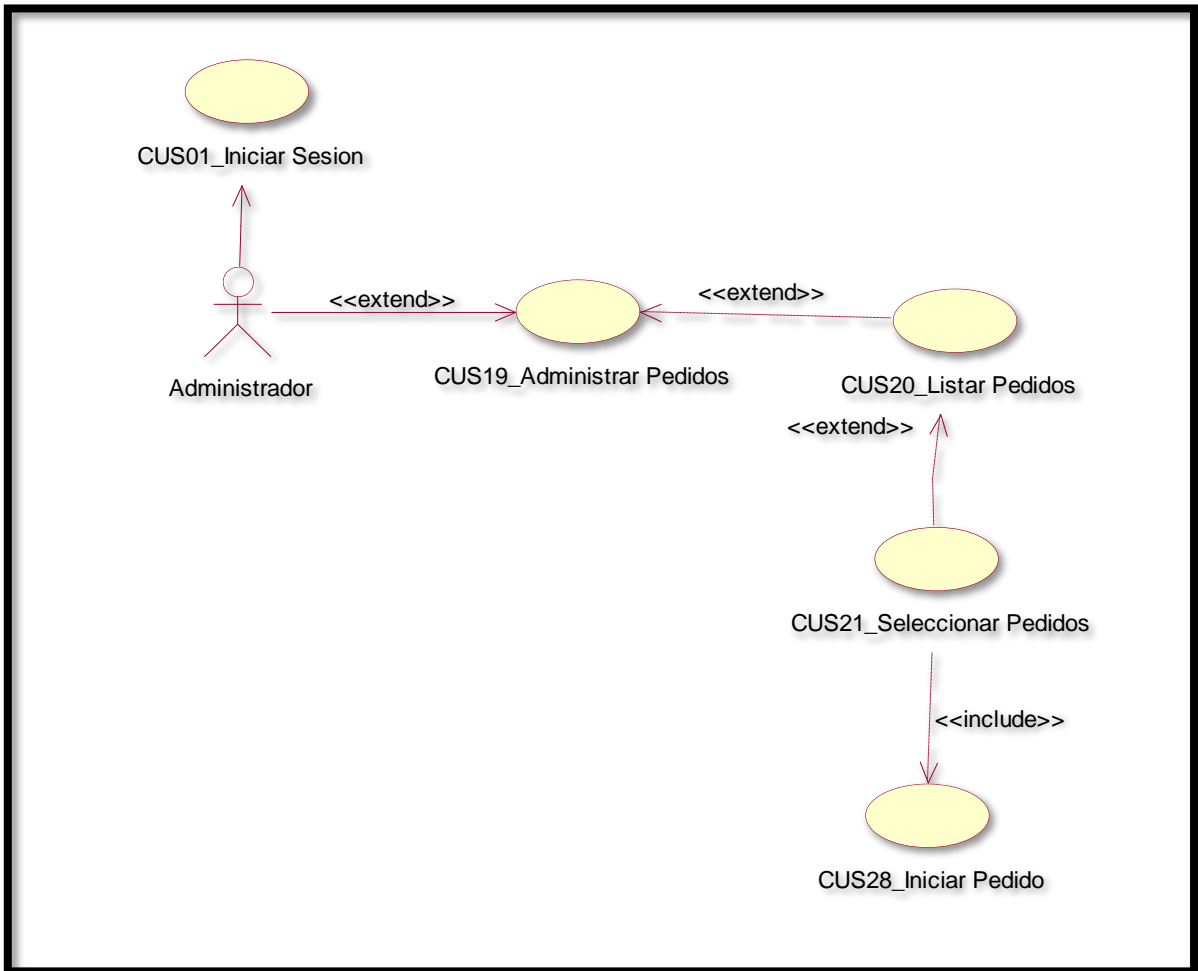 CUS01_Iniciar Sesion
<<extend>>
<<extend>>
Administrador
CUS19_Administrar Pedidos
CUS20_Listar Pedidos
<<extend>>
CUS21_Seleccionar Pedidos
<<include>>
CUS28_Iniciar Pedido